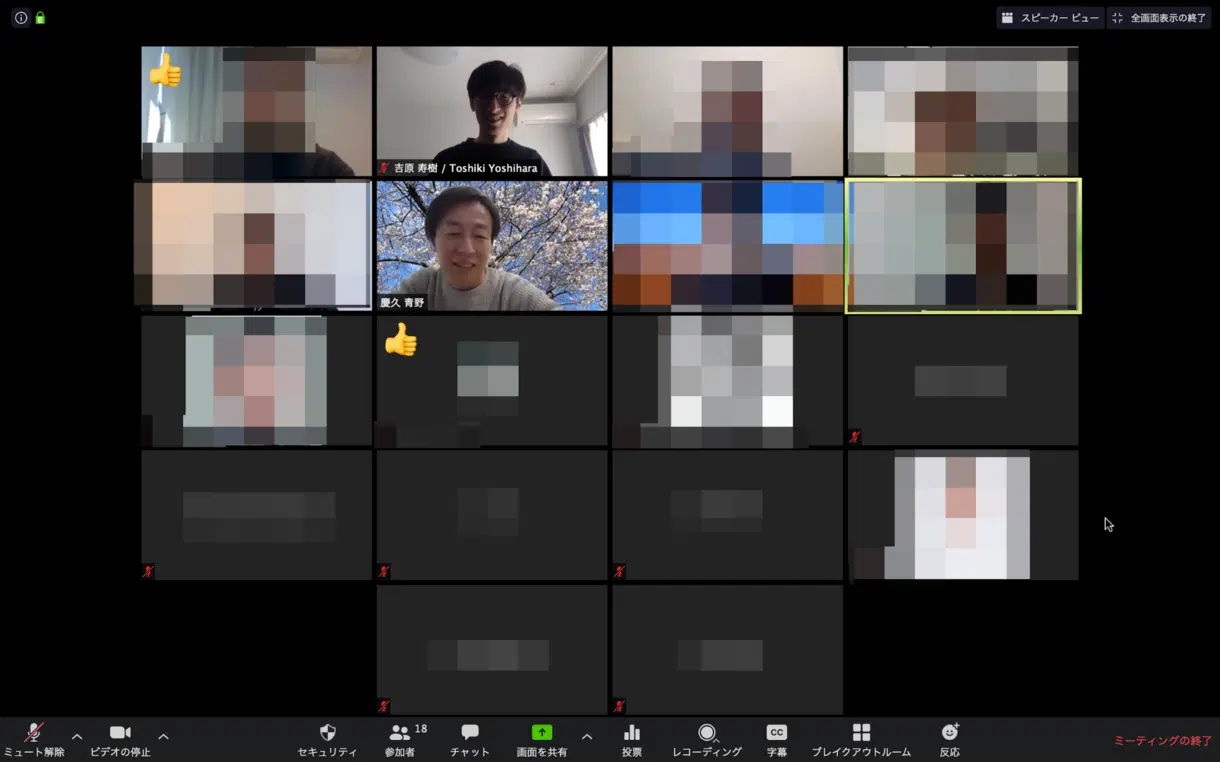 スピーカー ビュー
全画面表示の終了
吉原 寿樹 / Toshiki Yoshihara
慶久 青野
ミュート解除
ビデオの停止
セキュリティ
18
参加者
チャット
画面を共有
投票
レコーディング
CC
字幕
ブレイクアウトルーム
反応
ミーティングの終了